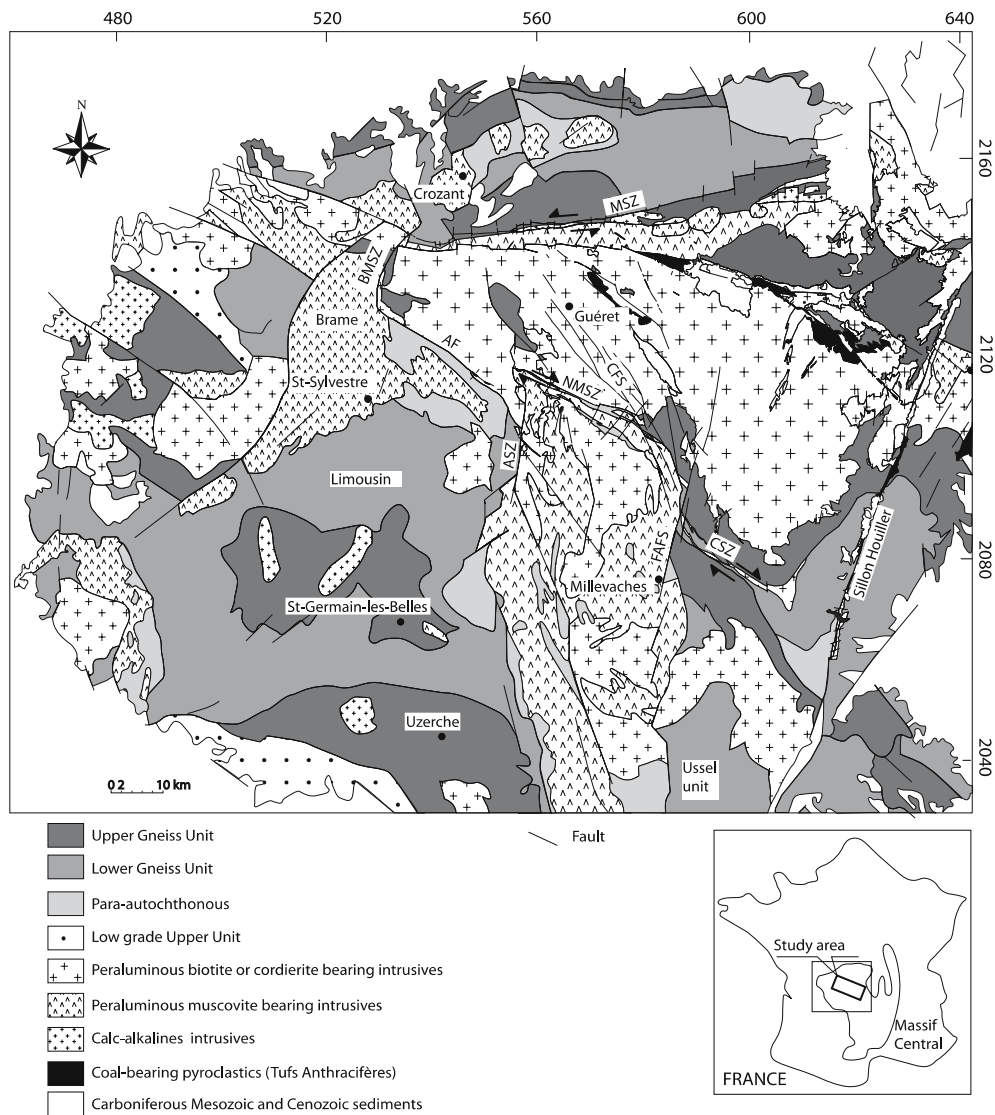 480
520
560
600
640
N
2160
Crozant
MSZ
BMSZ
Guéret
Brame
AF
CFS
2120
St-Sylvestre
NMSZ
ASZ
Limousin
FAFS
CSZ
Sillon Houiller
2080
Millevaches
St-Germain-les-Belles
Uzerche
2040
Ussel
unit
0 2 10 km
Upper Gneiss Unit
Fault
Lower Gneiss Unit
Para-autochthonous
Low grade Upper Unit
Peraluminous biotite or cordierite bearing intrusives
Peraluminous muscovite bearing intrusives
Calc-alkalines intrusives
Coal-bearing pyroclastics (Tufs Anthracifères)
Carboniferous Mesozoic and Cenozoic sediments
Study area
Massif
Central
FRANCE